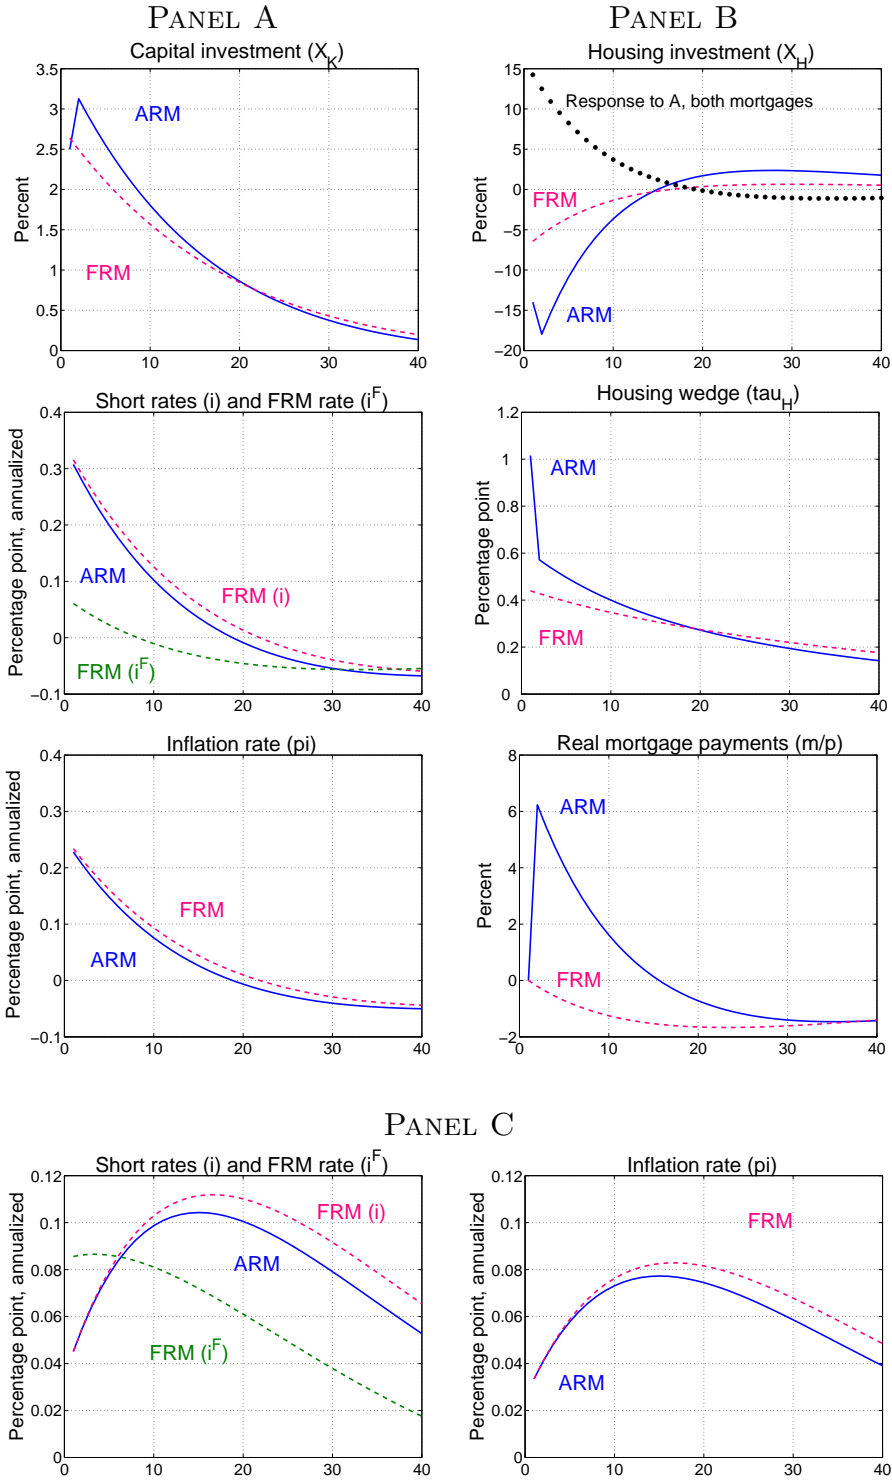 PANEL A
PANEL B
Capital investment (X_K)
Percent
3.5
3
2.5
2
1.5
1
0.5
0
ARM
FRM
0 10 20 30 40
Housing investment (X_H)
Percent
15
10
5
0
−5
−10
−15
−20
Response to A, both mortgages
FRM
ARM
0 10 20 30 40
Short rates (i) and FRM rate (i^F)
Percentage point, annualized
0.4
0.3
0.2
0.1
0
−0.1
ARM
FRM (i)
FRM (i^F)
0 10 20 30 40
Housing wedge (tau_H)
Percentage point
1.2
1
0.8
0.6
0.4
0.2
0
ARM
FRM
0 10 20 30 40
Inflation rate (pi)
Percentage point, annualized
0.4
0.3
0.2
0.1
0
−0.1
FRM
ARM
0 10 20 30 40
Real mortgage payments (m/p)
Percent
8
6
4
2
0
−2
ARM
FRM
0 10 20 30 40
PANEL C
Short rates (i) and FRM rate (i^F)
Percentage point, annualized
0.12
0.1
0.08
0.06
0.04
0.02
0
FRM (i)
ARM
FRM (i^F)
0 10 20 30 40
Inflation rate (pi)
Percentage point, annualized
0.12
0.1
0.08
0.06
0.04
0.02
0
FRM
ARM
0 10 20 30 40